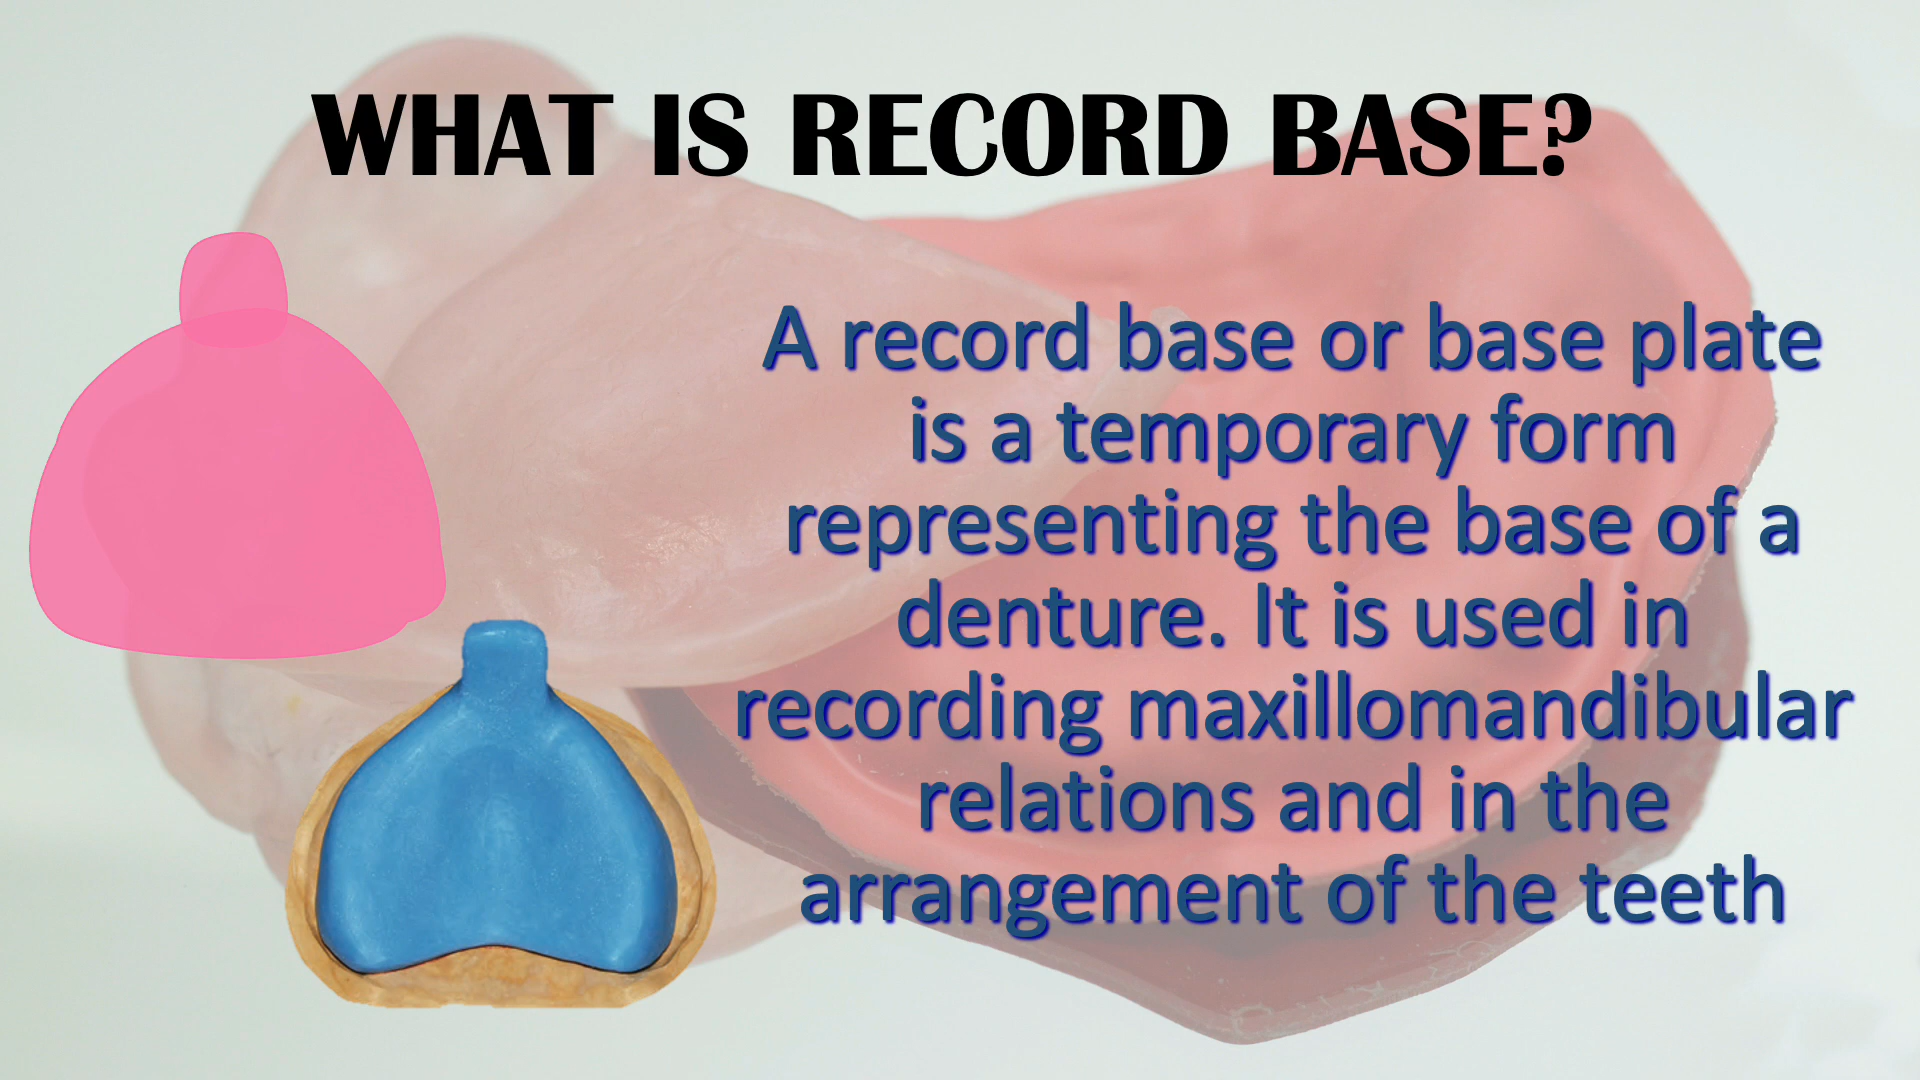 WHAT IS RECORD BASE?
A record base or base plate
is a temporary form
representing the base of a
denture. It is used in
recording maxillomandibular
relations and in the
arrangement of the teeth